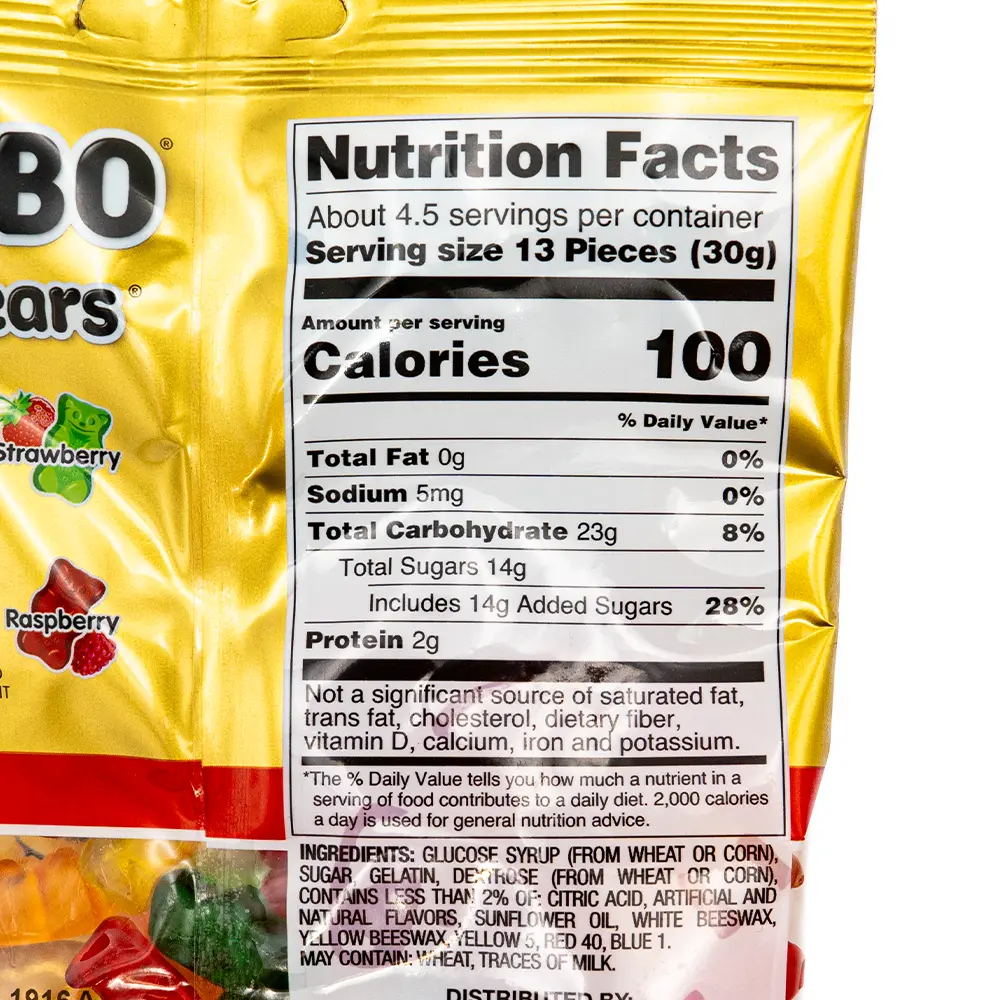 BO®
ears®
Strawberry
Raspberry
Nutrition Facts
About 4.5 servings per container
Serving size 13 Pieces (30g)
Amount per serving
Calories 100
% Daily Value*
Total Fat 0g 0%
Sodium 5mg 0%
Total Carbohydrate 23g 8%
Total Sugars 14g
Includes 14g Added Sugars 28%
Protein 2g
Not a significant source of saturated fat,
trans fat, cholesterol, dietary fiber,
vitamin D, calcium, iron and potassium.
*The % Daily Value tells you how much a nutrient in a
serving of food contributes to a daily diet. 2,000 calories
a day is used for general nutrition advice.
INGREDIENTS: GLUCOSE SYRUP (FROM WHEAT OR CORN),
SUGAR, GELATIN, DEXTROSE (FROM WHEAT OR CORN),
CONTAINS LESS THAN 2% OF: CITRIC ACID, ARTIFICIAL AND
NATURAL FLAVORS, SUNFLOWER OIL, WHITE BEESWAX,
YELLOW BEESWAX, YELLOW 5, RED 40, BLUE 1.
MAY CONTAIN: WHEAT, TRACES OF MILK.
DISTRIBUTED BY:
1916 A